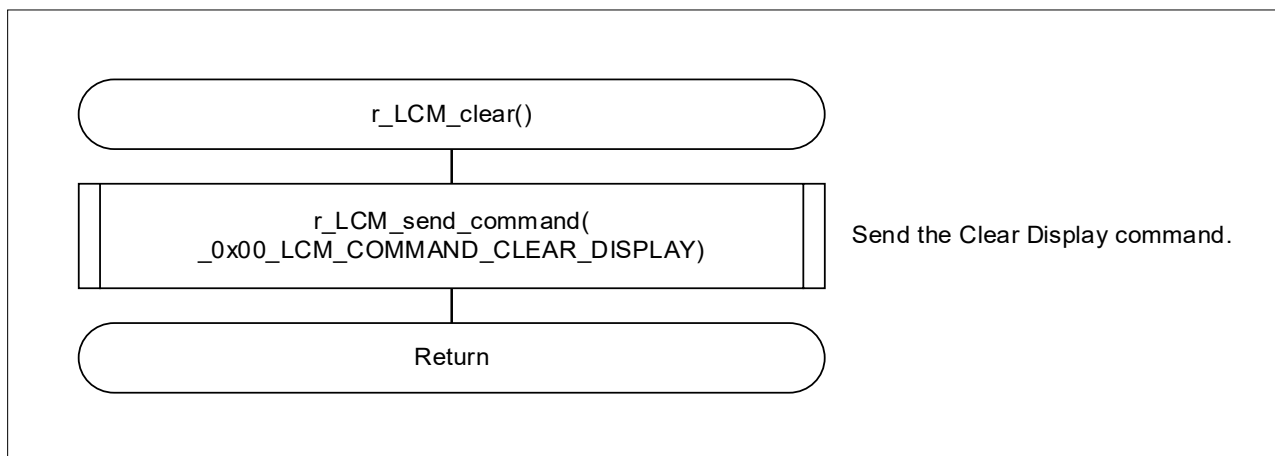 r_LCM_clear()
r_LCM_send_command(
_0x00_LCM_COMMAND_CLEAR_DISPLAY)
Send the Clear Display command.
Return